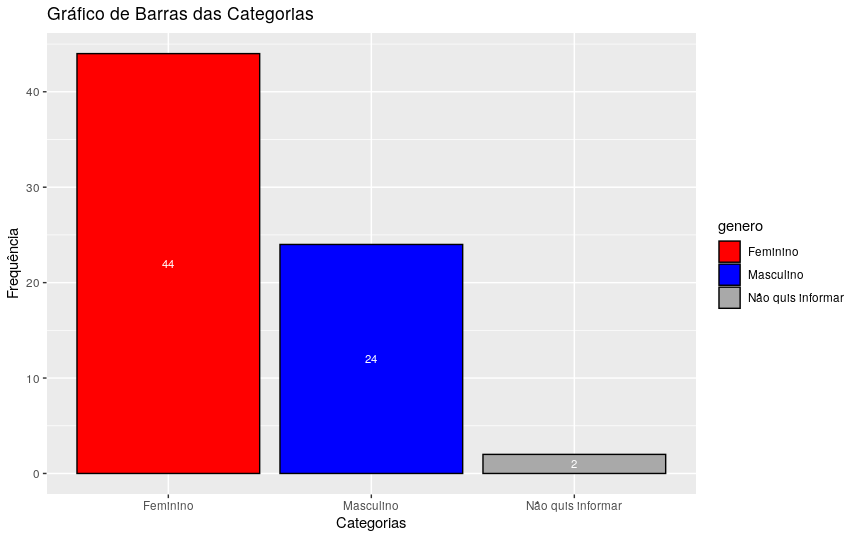 Gráfico de Barras das Categorias
Frequência
40
30
20
10
0
44
24
2
Feminino
Masculino
Não quis informar
Categorias
genero
Feminino
Masculino
Não quis informar